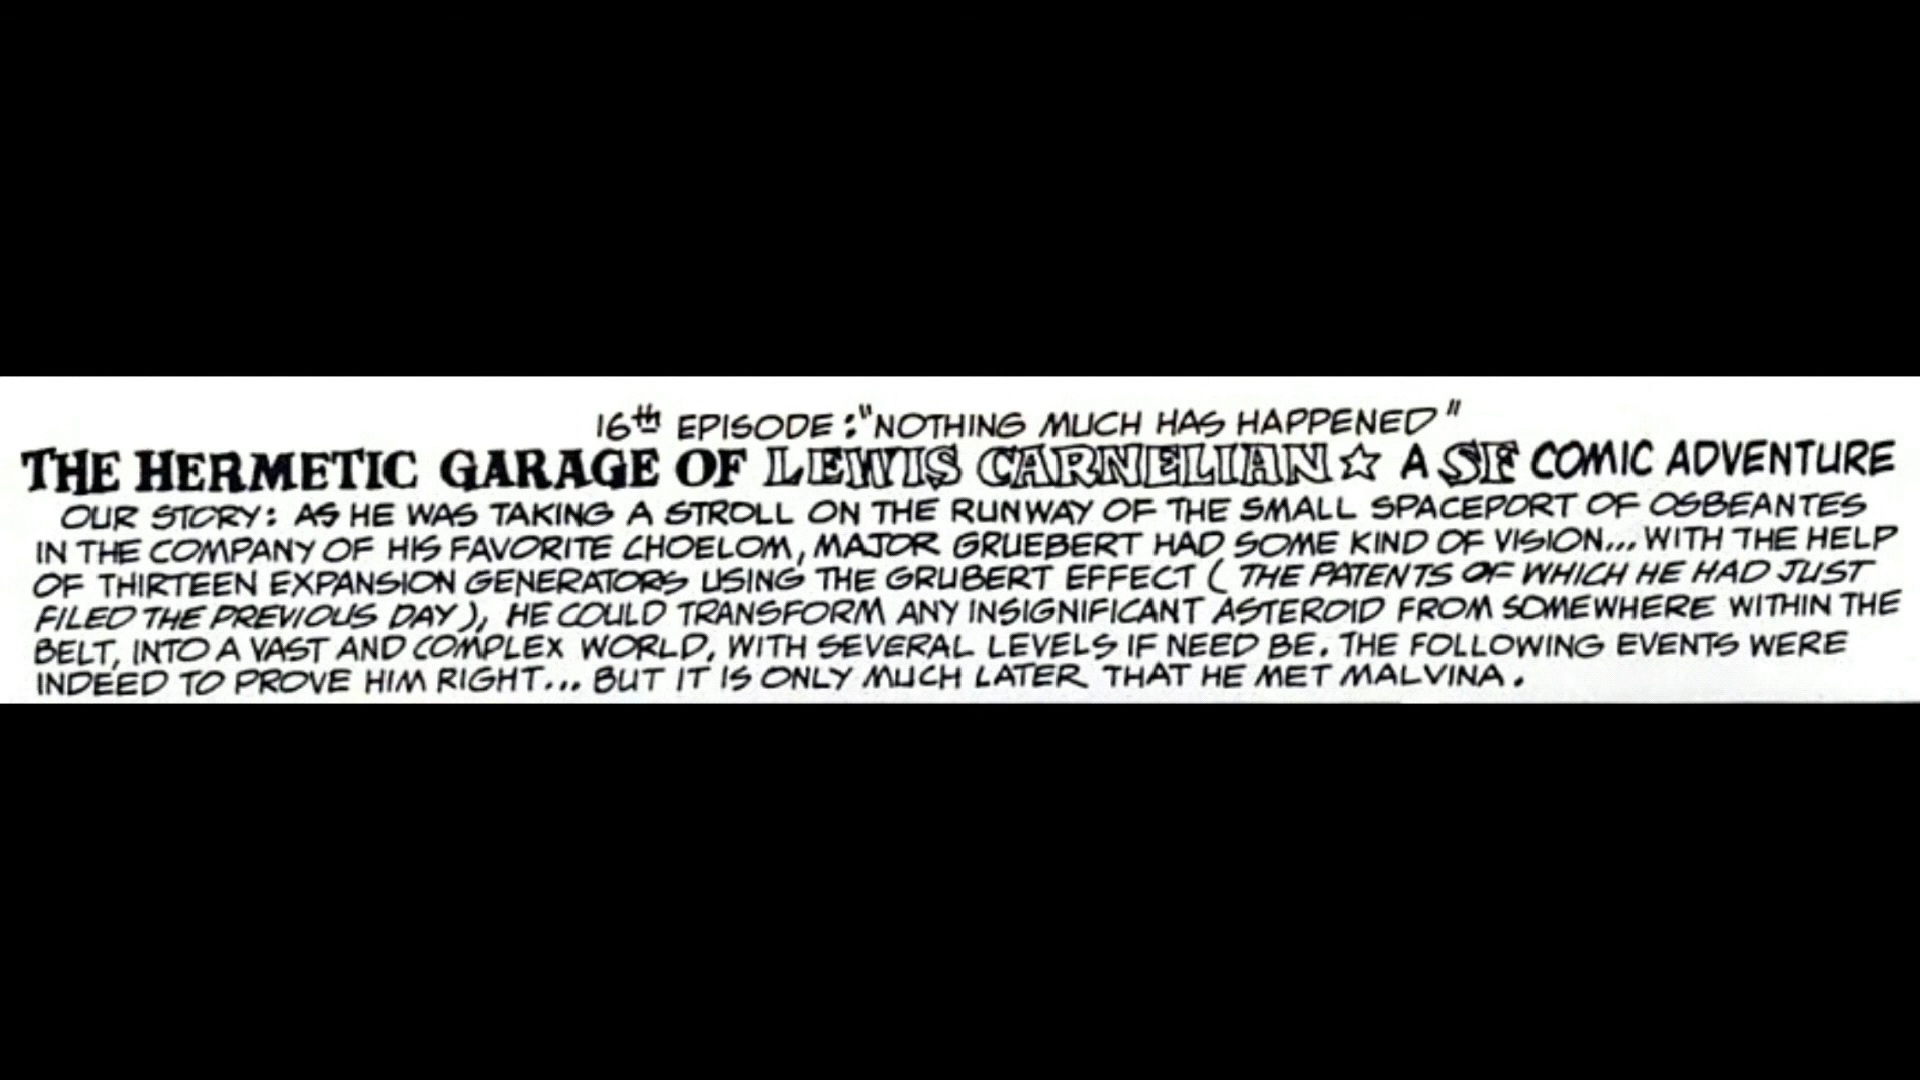 16th EPISODE: "NOTHING MUCH HAS HAPPENED"
THE HERMETIC GARAGE OF LEWIS CARNELIAN ☆ A SF COMIC ADVENTURE
OUR STORY: AS HE WAS TAKING A STROLL ON THE RUNWAY OF THE SMALL SPACEPORT OF OSBEANTES
IN THE COMPANY OF HIS FAVORITE CHOELOM, MAJOR GRUEBERT HAD SOME KIND OF VISION... WITH THE HELP
OF THIRTEEN EXPANSION GENERATORS USING THE GRUBERT EFFECT ( THE PATENTS OF WHICH HE HAD JUST
FILED THE PREVIOUS DAY ), HE COULD TRANSFORM ANY INSIGNIFICANT ASTEROID FROM SOMEWHERE WITHIN THE
BELT, INTO A VAST AND COMPLEX WORLD, WITH SEVERAL LEVELS IF NEED BE. THE FOLLOWING EVENTS WERE
INDEED TO PROVE HIM RIGHT... BUT IT IS ONLY MUCH LATER THAT HE MET MALVINA.